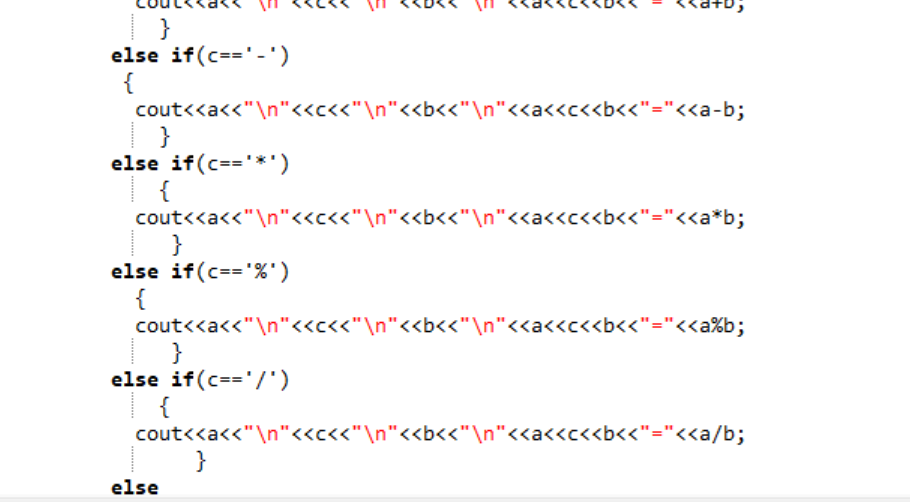 cout<<a<<"\n"<<c<<"\n"<<b<<"\n"<<a<<c<<b<<"="<<a+b;
}
else if(c=='-')
{
cout<<a<<"\n"<<c<<"\n"<<b<<"\n"<<a<<c<<b<<"="<<a-b;
}
else if(c=='*')
{
cout<<a<<"\n"<<c<<"\n"<<b<<"\n"<<a<<c<<b<<"="<<a*b;
}
else if(c=='%')
{
cout<<a<<"\n"<<c<<"\n"<<b<<"\n"<<a<<c<<b<<"="<<a%b;
}
else if(c=='/')
{
cout<<a<<"\n"<<c<<"\n"<<b<<"\n"<<a<<c<<b<<"="<<a/b;
}
else